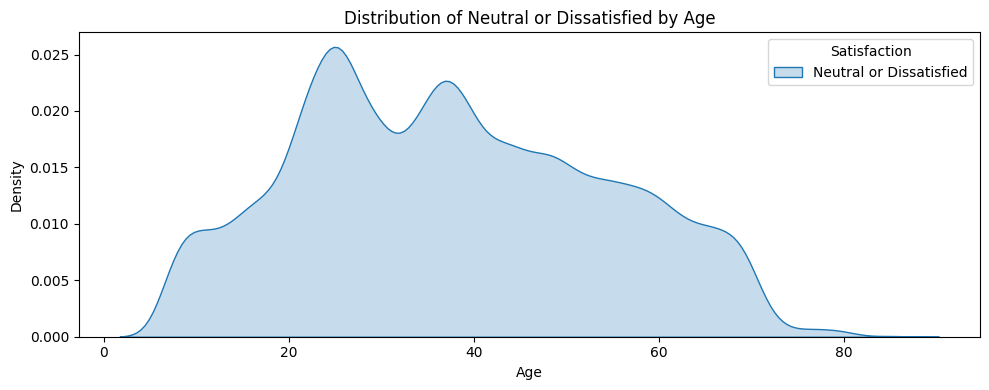 Distribution of Neutral or Dissatisfied by Age
Satisfaction
Neutral or Dissatisfied
Density
0.025
0.020
0.015
0.010
0.005
0.000
0
20
40
60
80
Age